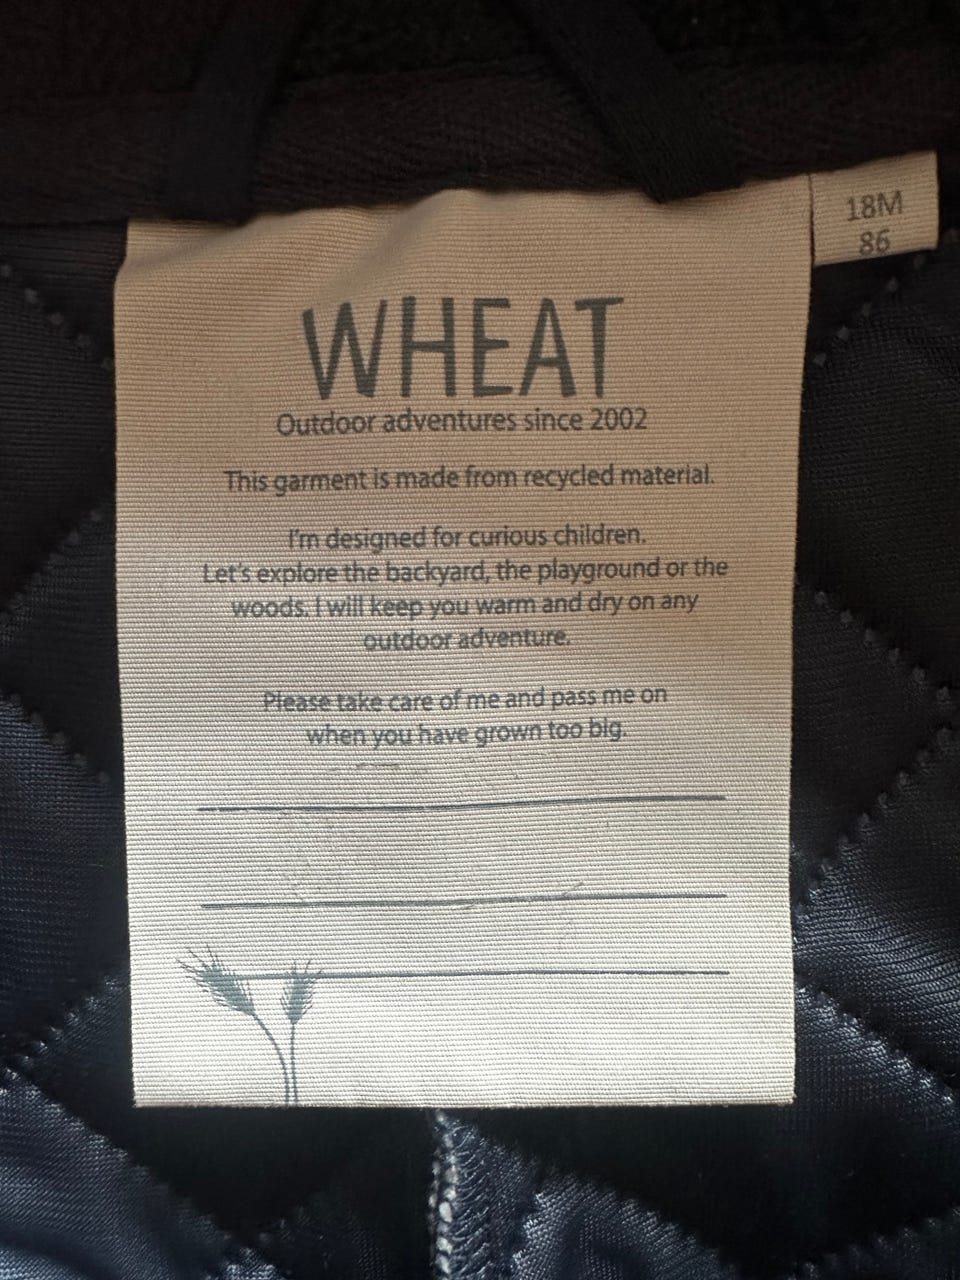 18M
86
WHEAT
Outdoor adventures since 2002
This garment is made from recycled material.
I'm designed for curious children.
Let's explore the backyard, the playground or the
woods. I will keep you warm and dry on any
outdoor adventure.
Please take care of me and pass me on
when you have grown too big.